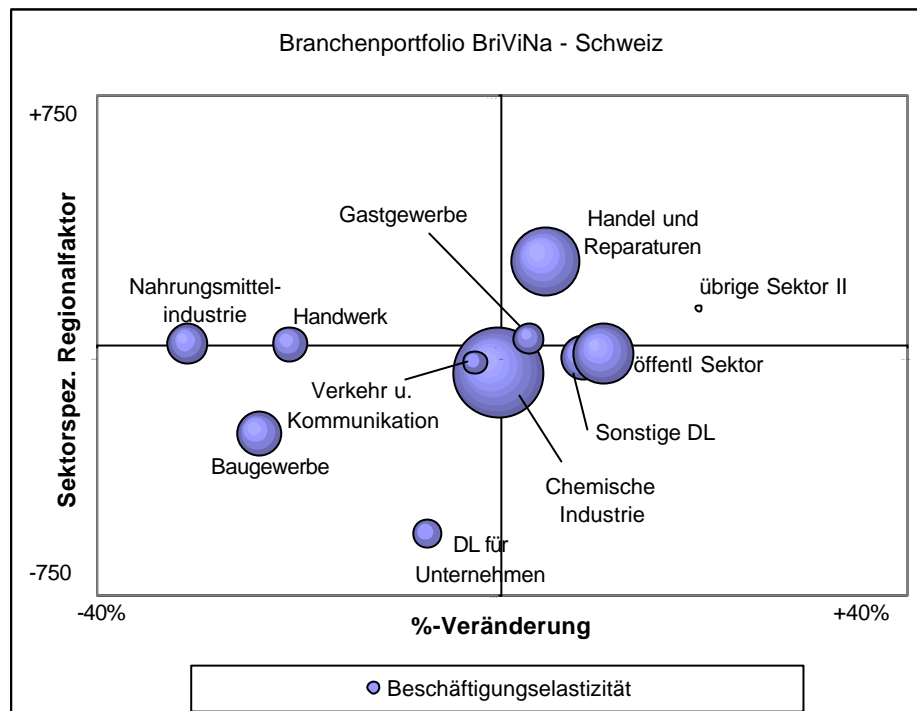 Branchenportfolio BriViNa - Schweiz
+750
Sektorspez. Regionalfaktor
-750
Gastgewerbe
Handel und
Reparaturen
Nahrungsmittel-
industrie
Handwerk
übrige Sektor II
Verkehr u.
Kommunikation
öffentl Sektor
Baugewerbe
Sonstige DL
Chemische
Industrie
DL für
Unternehmen
-40%
+40%
%-Veränderung
Beschäftigungselastizität